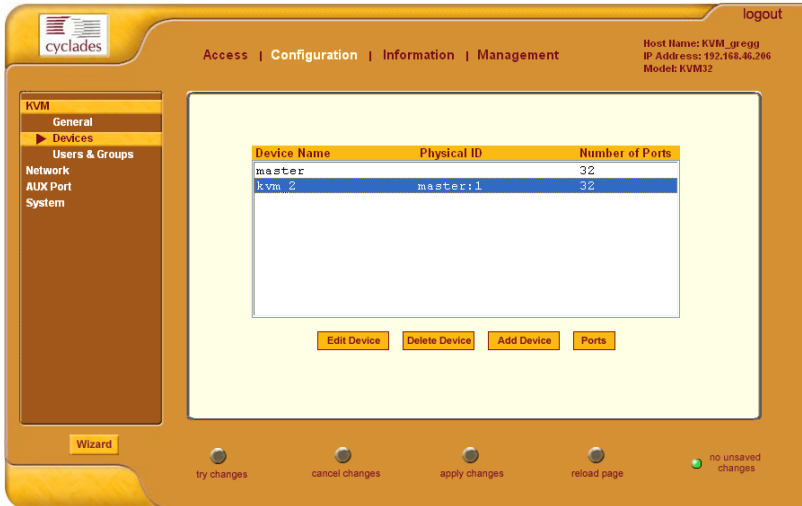 logout
cyclades
Access | Configuration | Information | Management
Host Name: KVM_gregg
IP Address: 192.168.46.206
Model: KVM32
KVM
General
Devices
Users & Groups
Network
AUX Port
System
Device Name Physical ID Number of Ports
master 32
kvm 2 master:1 32
Edit Device Delete Device Add Device Ports
Wizard
try changes cancel changes apply changes reload page
no unsaved
changes